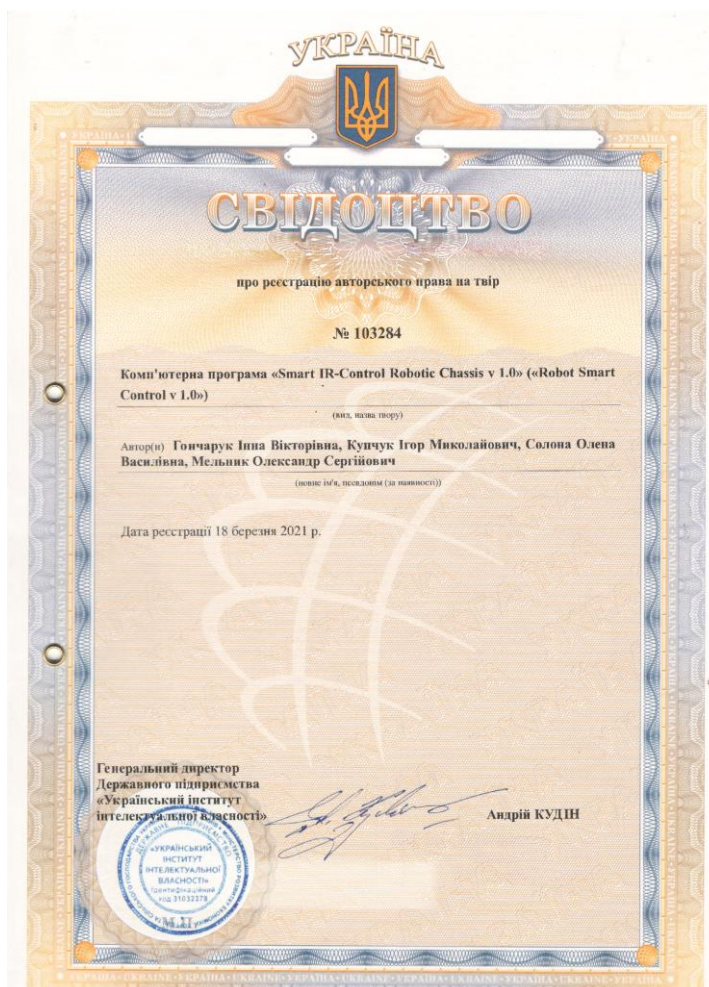 УКРАЇНА
СВІДОЦТВО
про реєстрацію авторського права на твір
№ 103284
Комп'ютерна програма «Smart IR-Control Robotic Chassis v 1.0» («Robot Smart
Control v 1.0»)
(вид, назва твору)
Автор(и) Гончарук Інна Вікторівна, Купчук Ігор Миколайович, Солона Олена
Василівна, Мельник Олександр Сергійович
(повне ім'я, псевдонім (за наявності))
Дата реєстрації 18 березня 2021 р.
Генеральний директор
Державного підприємства
«Український інститут
інтелектуальної власності»
Андрій КУДІН
ДЕРЖАВНЕ ПІДПРИЄМСТВО
«УКРАЇНСЬКИЙ
ІНСТИТУТ
ІНТЕЛЕКТУАЛЬНОЇ
ВЛАСНОСТІ»
Ідентифікаційний
код 31032378
М.П.